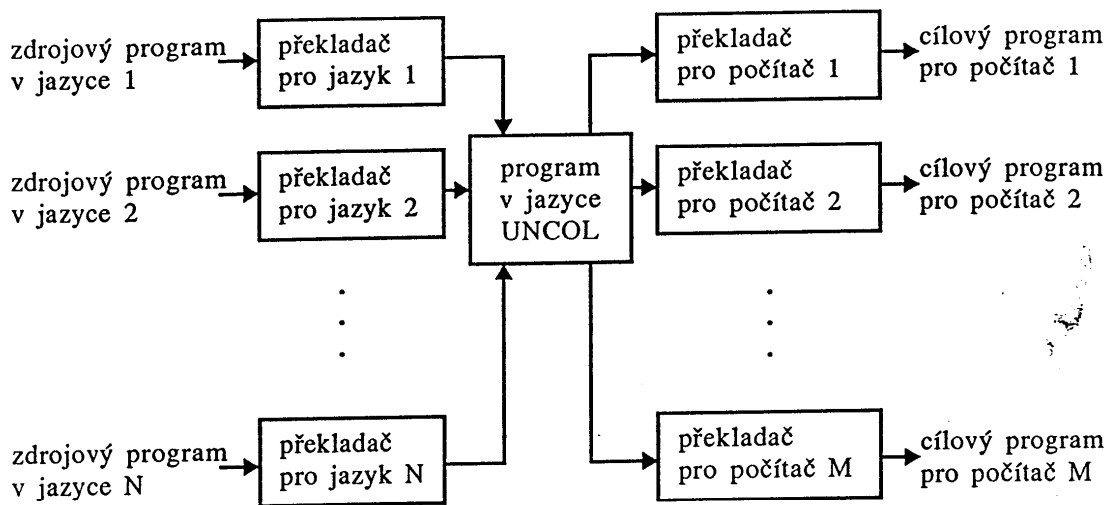 zdrojový program
v jazyce 1
překladač
pro jazyk 1
překladač
pro počítač 1
cílový program
pro počítač 1
zdrojový program
v jazyce 2
překladač
pro jazyk 2
program
v jazyce
UNCOL
překladač
pro počítač 2
cílový program
pro počítač 2
zdrojový program
v jazyce N
překladač
pro jazyk N
překladač
pro počítač M
cílový program
pro počítač M